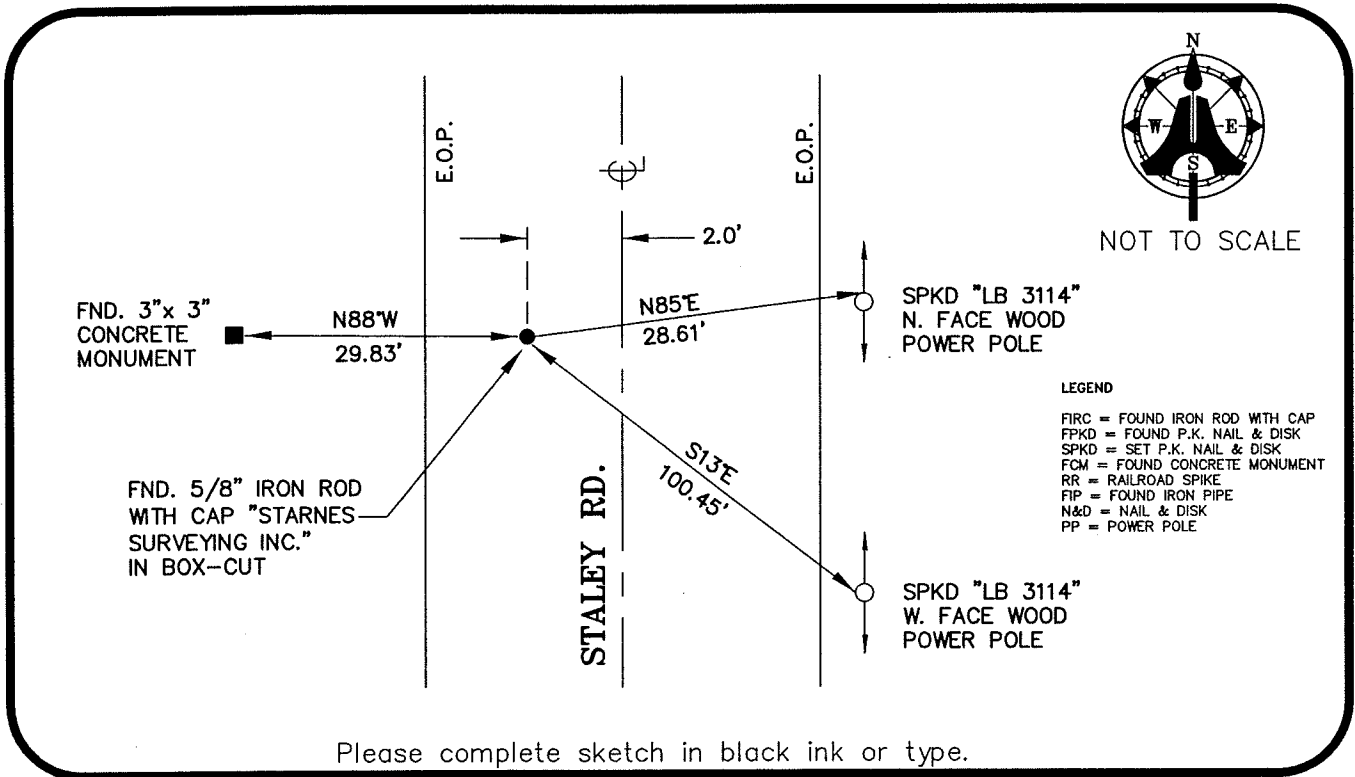 N
W
E
S
NOT TO SCALE
E.O.P.
℄
E.O.P.
2.0'
FND. 3"x 3"
CONCRETE
MONUMENT
N88°W
29.83'
N85°E
28.61'
SPKD "LB 3114"
N. FACE WOOD
POWER POLE
LEGEND
FIRC = FOUND IRON ROD WITH CAP
FPKD = FOUND P.K. NAIL & DISK
SPKD = SET P.K. NAIL & DISK
FCM = FOUND CONCRETE MONUMENT
RR = RAILROAD SPIKE
FIP = FOUND IRON PIPE
N&D = NAIL & DISK
PP = POWER POLE
S13°E
100.45'
FND. 5/8" IRON ROD
WITH CAP "STARNES
SURVEYING INC."
IN BOX-CUT
STALEY RD.
SPKD "LB 3114"
W. FACE WOOD
POWER POLE
Please complete sketch in black ink or type.